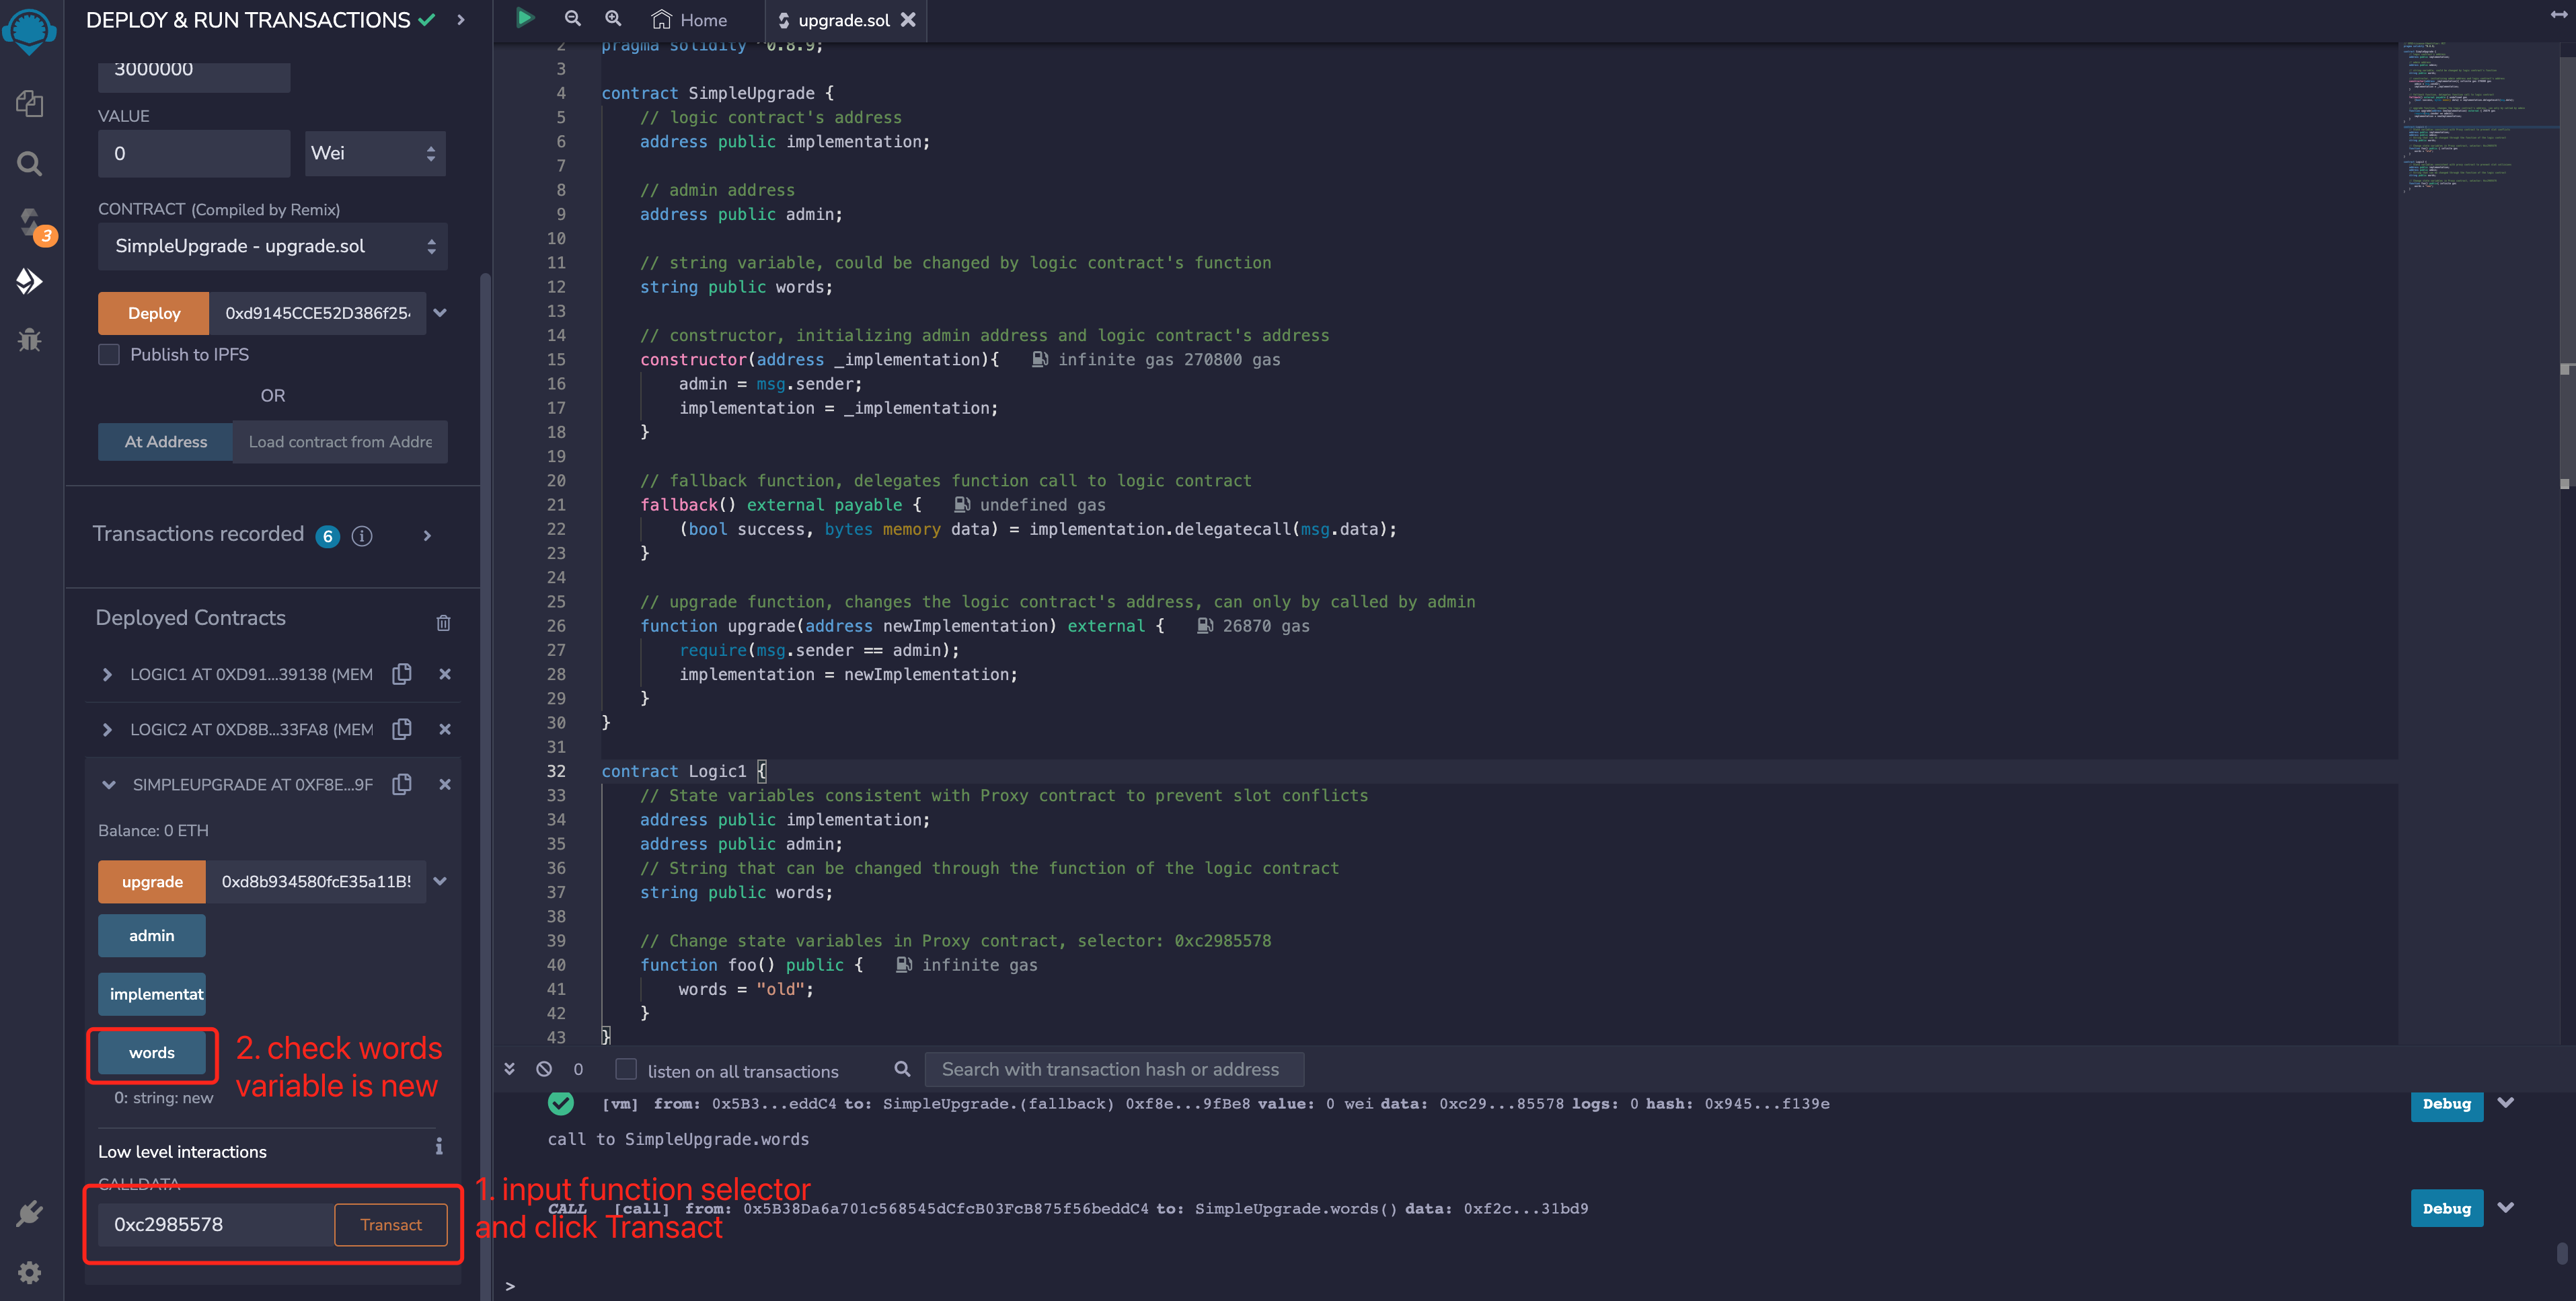 DEPLOY & RUN TRANSACTIONS
3000000
VALUE
0
Wei
CONTRACT (Compiled by Remix)
SimpleUpgrade - upgrade.sol
Deploy
0xd9145CCE52D386f254
Publish to IPFS
OR
At Address
Load contract from Addre
Transactions recorded 6 i
Deployed Contracts
LOGIC1 AT 0XD91...39138 (MEM
LOGIC2 AT 0XD8B...33FA8 (MEM
SIMPLEUPGRADE AT 0XF8E...9F
Balance: 0 ETH
upgrade
0xd8b934580fcE35a11B5
admin
implementat
words
0: string: new
2. check words
variable is new
Low level interactions
i
CALLDATA
0xc2985578
Transact
1. input function selector
and click Transact
3
Home
upgrade.sol
2 pragma solidity ^0.8.9;
3
4 contract SimpleUpgrade {
5 // logic contract's address
6 address public implementation;
7
8 // admin address
9 address public admin;
10
11 // string variable, could be changed by logic contract's function
12 string public words;
13
14 // constructor, initializing admin address and logic contract's address
15 constructor(address _implementation){ infinite gas 270800 gas
16 admin = msg.sender;
17 implementation = _implementation;
18 }
19
20 // fallback function, delegates function call to logic contract
21 fallback() external payable { undefined gas
22 (bool success, bytes memory data) = implementation.delegatecall(msg.data);
23 }
24
25 // upgrade function, changes the logic contract's address, can only by called by admin
26 function upgrade(address newImplementation) external { 26870 gas
27 require(msg.sender == admin);
28 implementation = newImplementation;
29 }
30 }
31
32 contract Logic1 {
33 // State variables consistent with Proxy contract to prevent slot conflicts
34 address public implementation;
35 address public admin;
36 // String that can be changed through the function of the logic contract
37 string public words;
38
39 // Change state variables in Proxy contract, selector: 0xc2985578
40 function foo() public { infinite gas
41 words = "old";
42 }
43 }
0
listen on all transactions
Search with transaction hash or address
[vm] from: 0x5B3...eddC4 to: SimpleUpgrade.(fallback) 0xf8e...9fBe8 value: 0 wei data: 0xc29...85578 logs: 0 hash: 0x945...f139e
Debug
call to SimpleUpgrade.words
CALL [call] from: 0x5B38Da6a701c568545dCfcB03FcB875f56beddC4 to: SimpleUpgrade.words() data: 0xf2c...31bd9
Debug
>